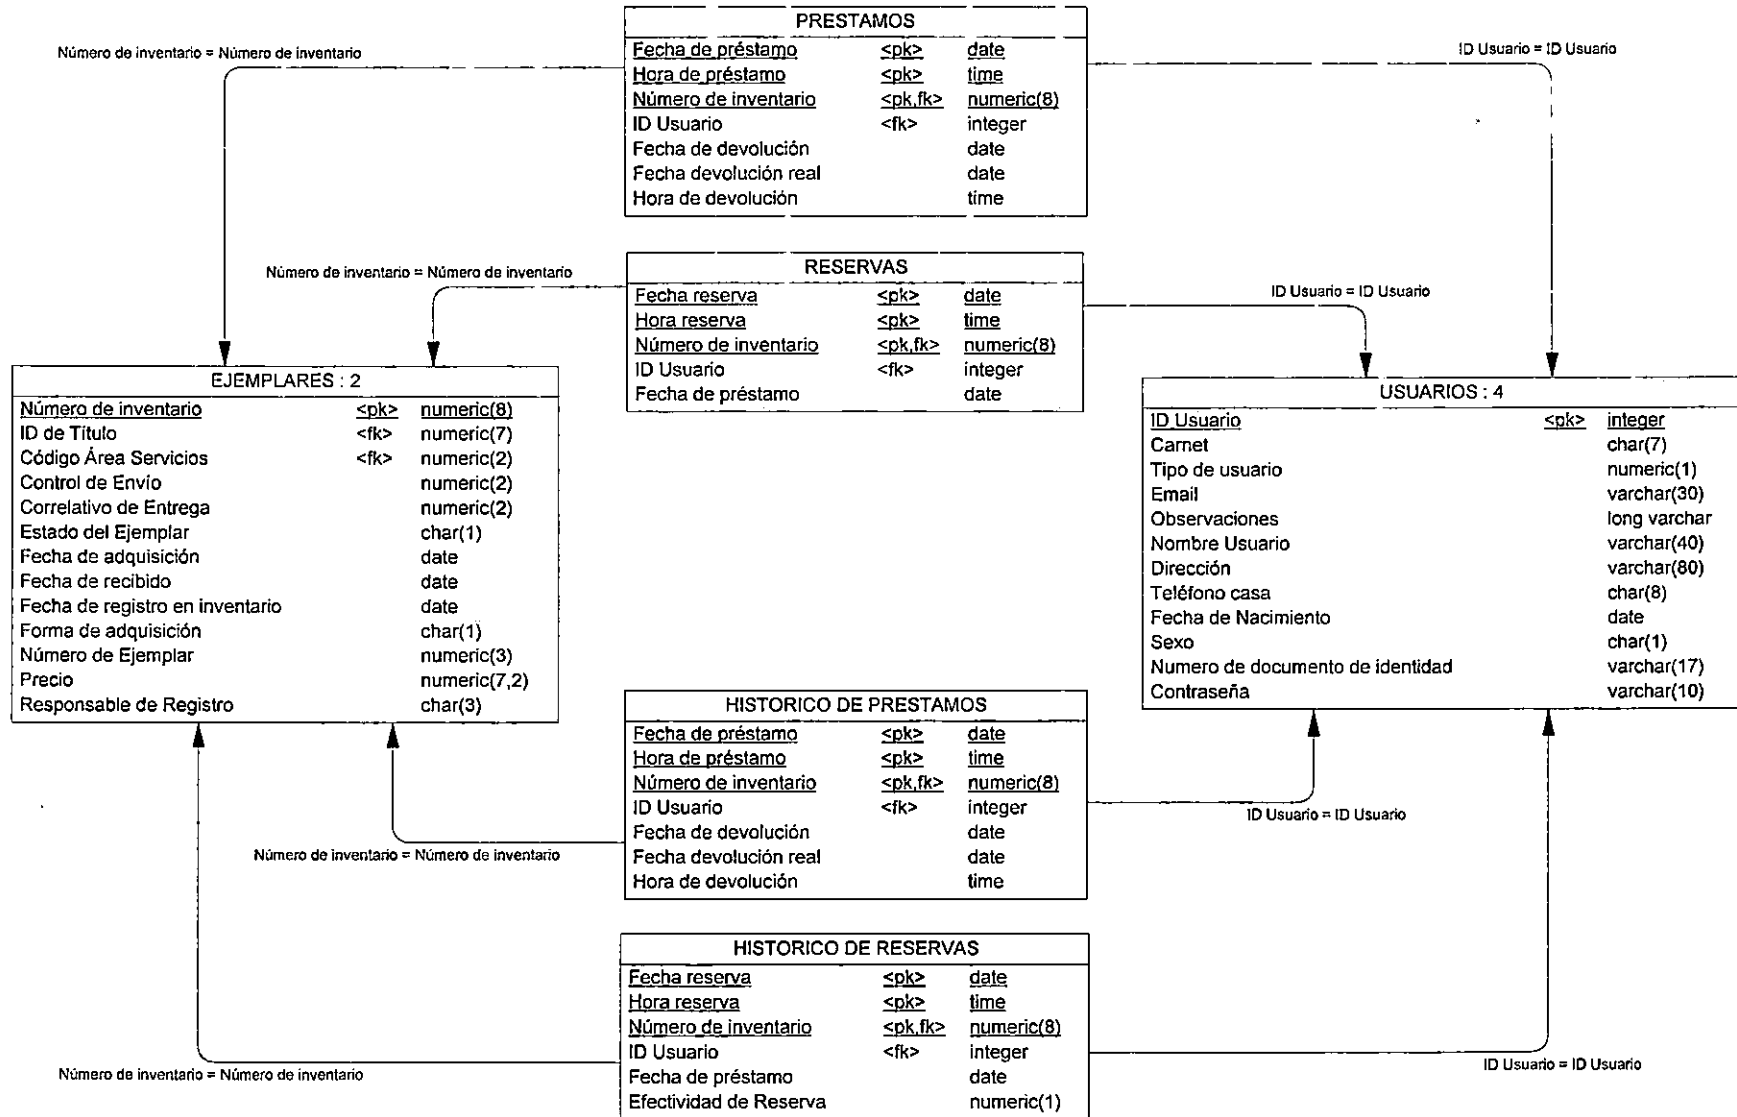 PRESTAMOS
Fecha de préstamo <pk> date
Hora de préstamo <pk> time
Número de inventario <pk,fk> numeric(8)
ID Usuario <fk> integer
Fecha de devolución date
Fecha devolución real date
Hora de devolución time
Número de inventario = Número de inventario
ID Usuario = ID Usuario
RESERVAS
Fecha reserva <pk> date
Hora reserva <pk> time
Número de inventario <pk,fk> numeric(8)
ID Usuario <fk> integer
Fecha de préstamo date
Número de inventario = Número de inventario
ID Usuario = ID Usuario
EJEMPLARES : 2
Número de inventario <pk> numeric(8)
ID de Título <fk> numeric(7)
Código Área Servicios <fk> numeric(2)
Control de Envío numeric(2)
Correlativo de Entrega numeric(2)
Estado del Ejemplar char(1)
Fecha de adquisición date
Fecha de recibido date
Fecha de registro en inventario date
Forma de adquisición char(1)
Número de Ejemplar numeric(3)
Precio numeric(7,2)
Responsable de Registro char(3)
USUARIOS : 4
ID Usuario <pk> integer
Carnet char(7)
Tipo de usuario numeric(1)
Email varchar(30)
Observaciones long varchar
Nombre Usuario varchar(40)
Dirección varchar(80)
Teléfono casa char(8)
Fecha de Nacimiento date
Sexo char(1)
Numero de documento de identidad varchar(17)
Contraseña varchar(10)
HISTORICO DE PRESTAMOS
Fecha de préstamo <pk> date
Hora de préstamo <pk> time
Número de inventario <pk,fk> numeric(8)
ID Usuario <fk> integer
Fecha de devolución date
Fecha devolución real date
Hora de devolución time
Número de inventario = Número de inventario
ID Usuario = ID Usuario
HISTORICO DE RESERVAS
Fecha reserva <pk> date
Hora reserva <pk> time
Número de inventario <pk,fk> numeric(8)
ID Usuario <fk> integer
Fecha de préstamo date
Efectividad de Reserva numeric(1)
Número de inventario = Número de inventario
ID Usuario = ID Usuario